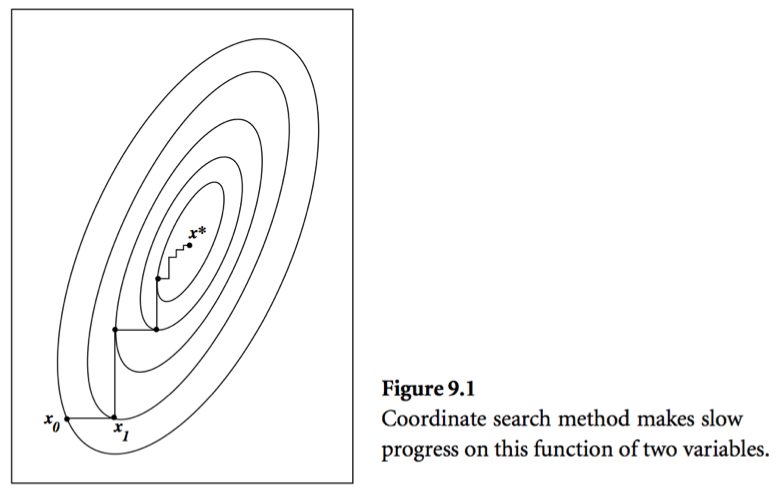 x*
x0
x1
Figure 9.1
Coordinate search method makes slow
progress on this function of two variables.